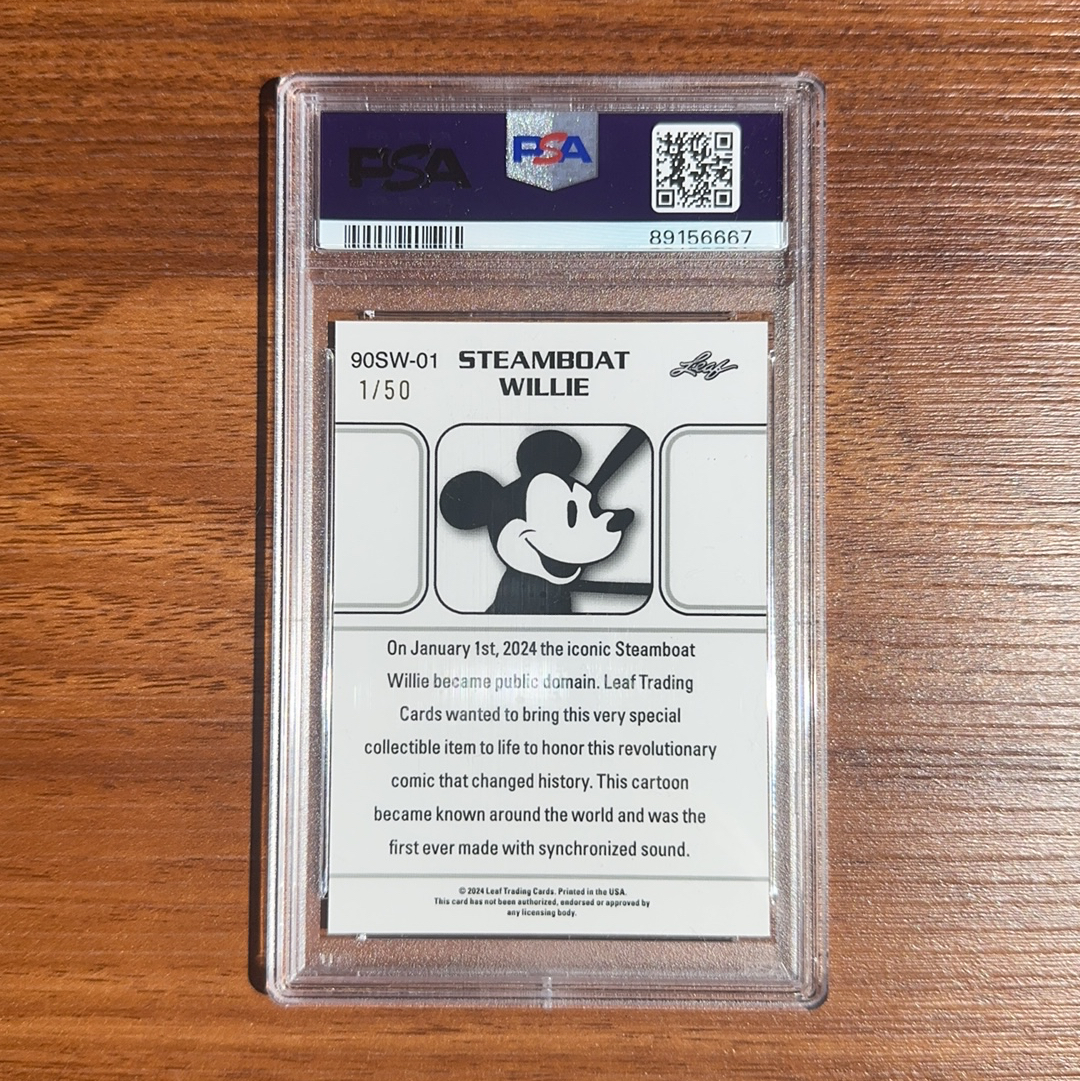 PSA
PSA
89156667
90SW-01
STEAMBOAT
WILLIE
Leaf
1/50
On January 1st, 2024 the iconic Steamboat
Willie became public domain. Leaf Trading
Cards wanted to bring this very special
collectible item to life to honor this revolutionary
comic that changed history. This cartoon
became known around the world and was the
first ever made with synchronized sound.
© 2024 Leaf Trading Cards. Printed in the USA.
This card has not been authorized, endorsed or approved by
any licensing body.